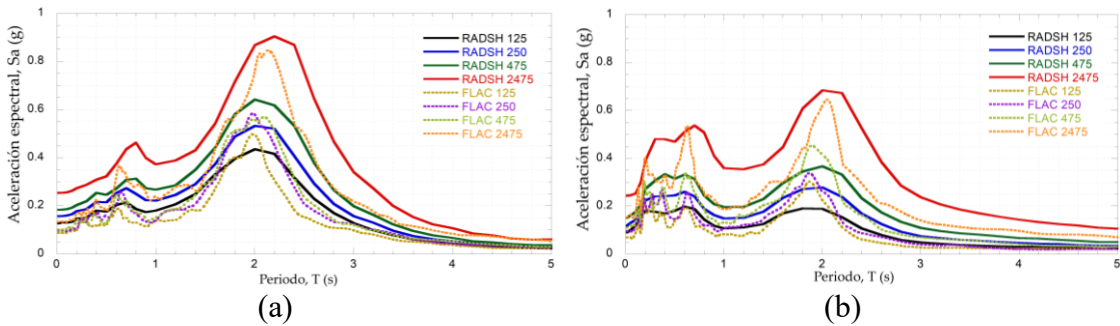 Aceleración espectral, Sa (g)
1
0.8
0.6
0.4
0.2
0
0
1
2
3
4
5
Periodo, T (s)
RADSH 125
RADSH 250
RADSH 475
RADSH 2475
FLAC 125
FLAC 250
FLAC 475
FLAC 2475
(a)
Aceleración espectral, Sa (g)
1
0.8
0.6
0.4
0.2
0
0
1
2
3
4
5
Periodo, T (s)
RADSH 125
RADSH 250
RADSH 475
RADSH 2475
FLAC 125
FLAC 250
FLAC 475
FLAC 2475
(b)